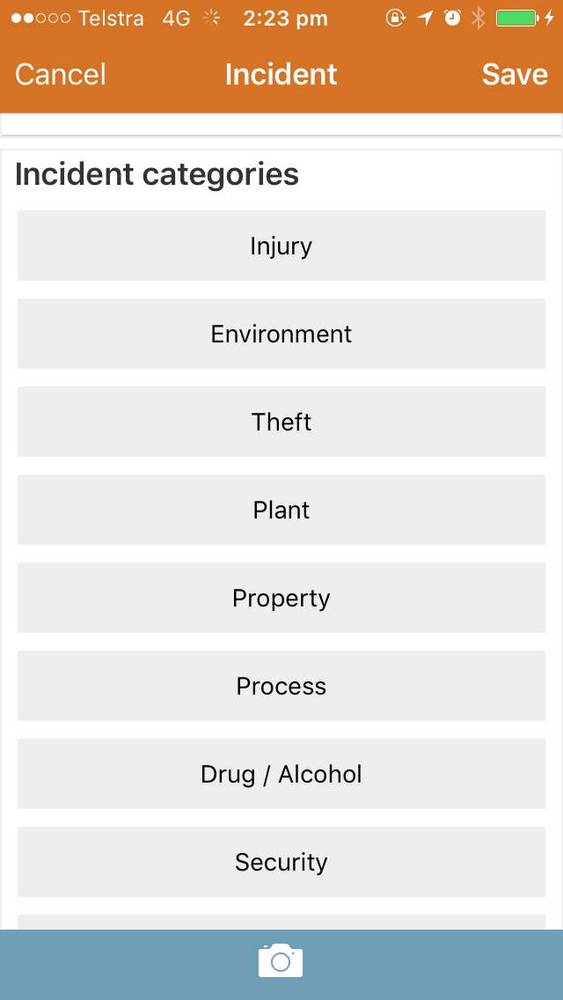 Telstra 4G 2:23 pm
Cancel Incident Save
Incident categories
Injury
Environment
Theft
Plant
Property
Process
Drug / Alcohol
Security